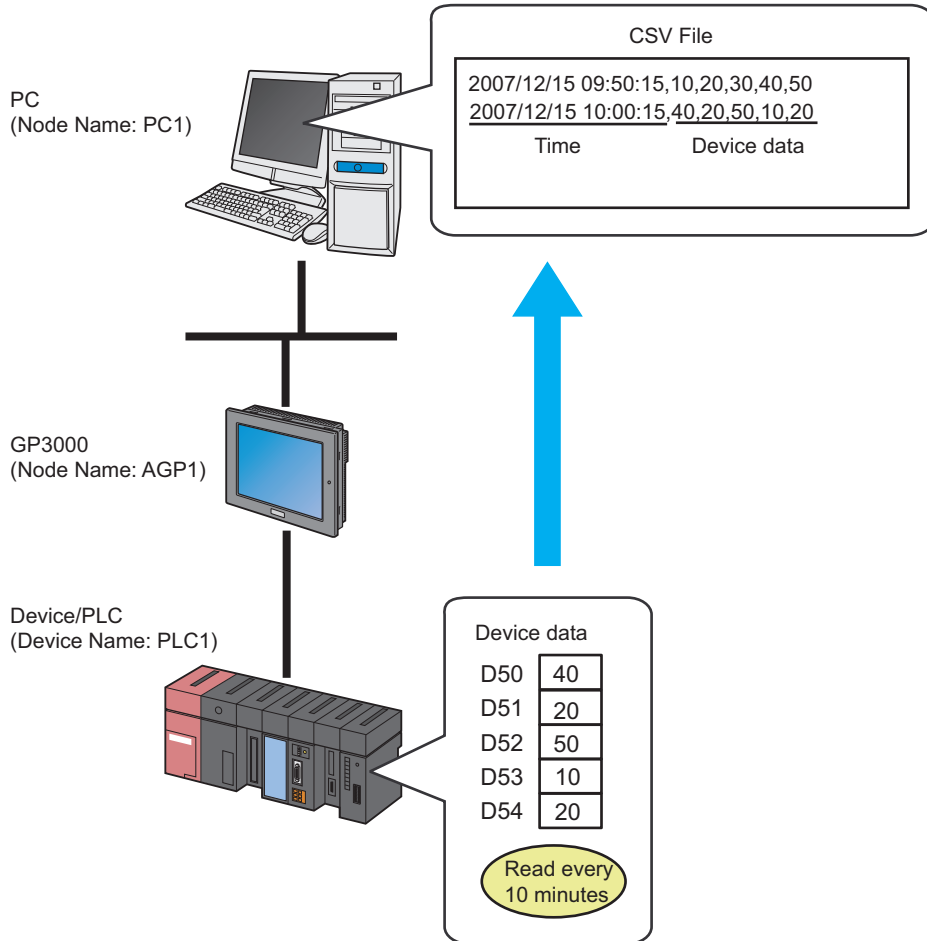 CSV File
2007/12/15 09:50:15,10,20,30,40,50
2007/12/15 10:00:15,40,20,50,10,20
Time Device data
PC
(Node Name: PC1)
GP3000
(Node Name: AGP1)
Device/PLC
(Device Name: PLC1)
Device data
D50 40
D51 20
D52 50
D53 10
D54 20
Read every
10 minutes